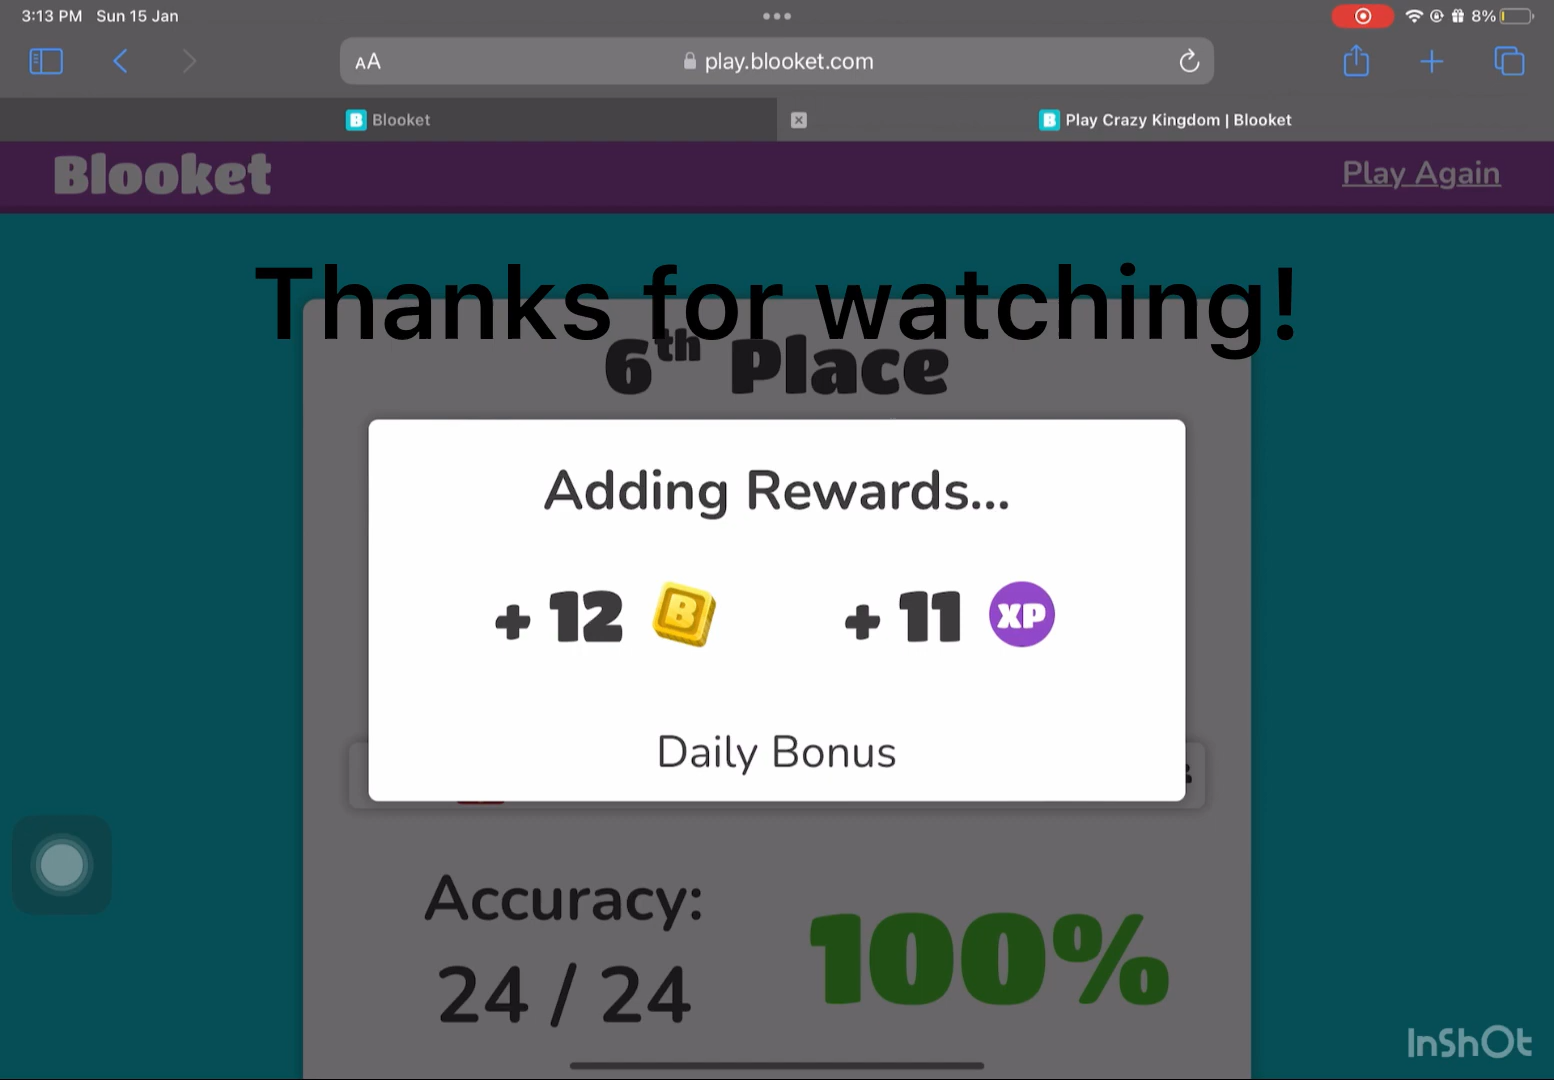 3:13 PM Sun 15 Jan
8%
AA play.blooket.com
B Blooket
B Play Crazy Kingdom | Blooket
Blooket
Play Again
Thanks for watching!
6th Place
Adding Rewards...
+ 12 B + 11 XP
Daily Bonus
Accuracy:
24 / 24
100%
InShOt